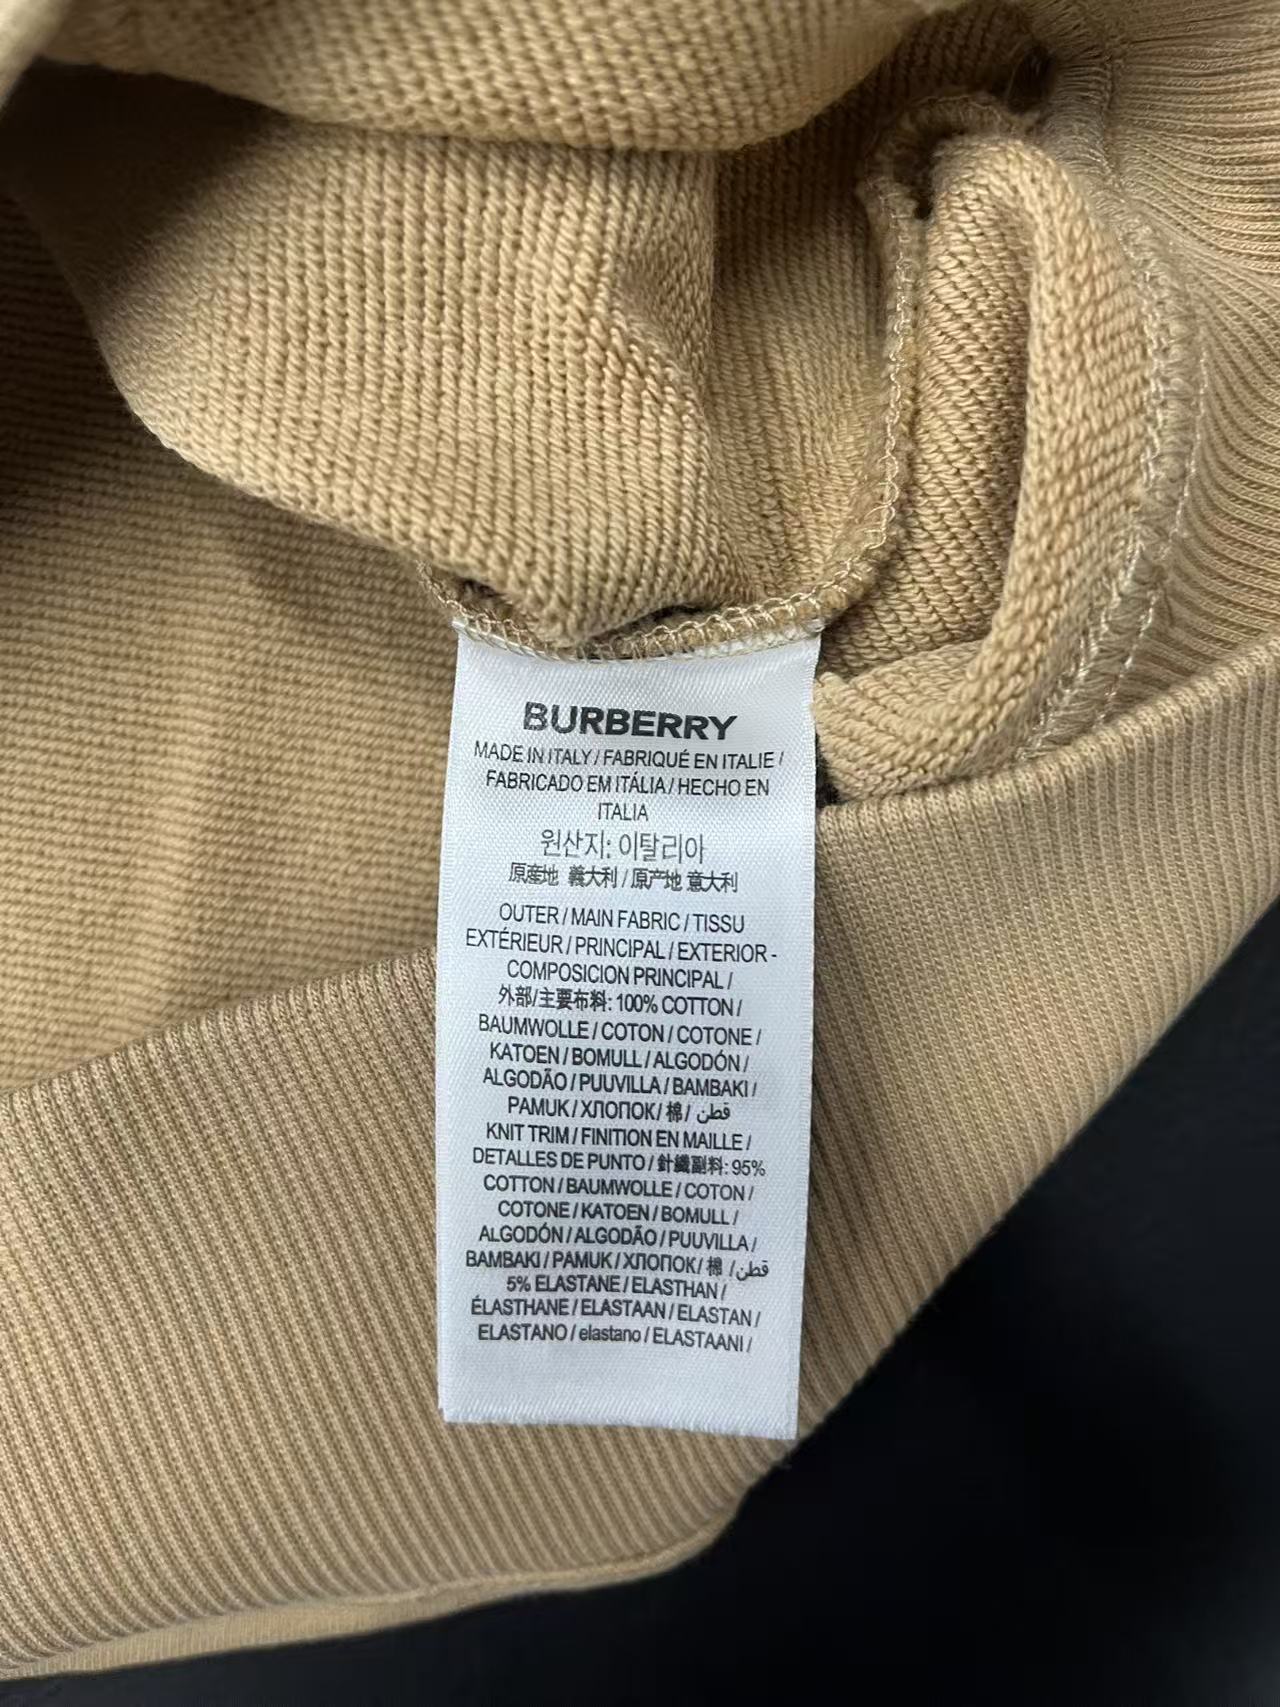 BURBERRY
MADE IN ITALY / FABRIQUÉ EN ITALIE /
FABRICADO EM ITÁLIA / HECHO EN
ITALIA
원산지: 이탈리아
原産地 義大利 / 原产地 意大利
OUTER / MAIN FABRIC / TISSU
EXTÉRIEUR / PRINCIPAL / EXTERIOR -
COMPOSICION PRINCIPAL /
外部/主要布料: 100% COTTON /
BAUMWOLLE / COTON / COTONE /
KATOEN / BOMULL / ALGODÓN /
ALGODÃO / PUUVILLA / BAMBAKI /
PAMUK / ХЛОПОК / 棉 / قطن
KNIT TRIM / FINITION EN MAILLE /
DETALLES DE PUNTO / 針織副料: 95%
COTTON / BAUMWOLLE / COTON /
COTONE / KATOEN / BOMULL /
ALGODÓN / ALGODÃO / PUUVILLA /
BAMBAKI / PAMUK / ХЛОПОК / 棉 / قطن
5% ELASTANE / ELASTHAN /
ÉLASTHANE / ELASTAAN / ELASTAN /
ELASTANO / elastano / ELASTAANI /